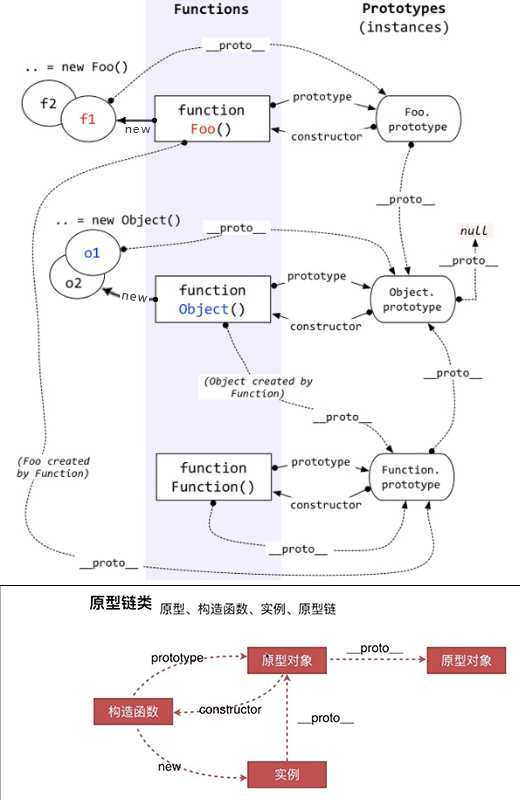 Functions
Prototypes
(instances)
__proto__
.. = new Foo()
f2
f1
new
function
Foo()
prototype
constructor
Foo.
prototype
__proto__
.. = new Object()
__proto__
null
__proto__
o1
o2
new
function
Object()
prototype
constructor
Object.
prototype
(Object created by
Function)
__proto__
__proto__
(Foo created
by Function)
function
Function()
prototype
constructor
Function.
prototype
__proto__
__proto__
原型链类 原型、构造函数、实例、原型链
prototype
原型对象
__proto__
原型对象
构造函数
constructor
__proto__
new
实例